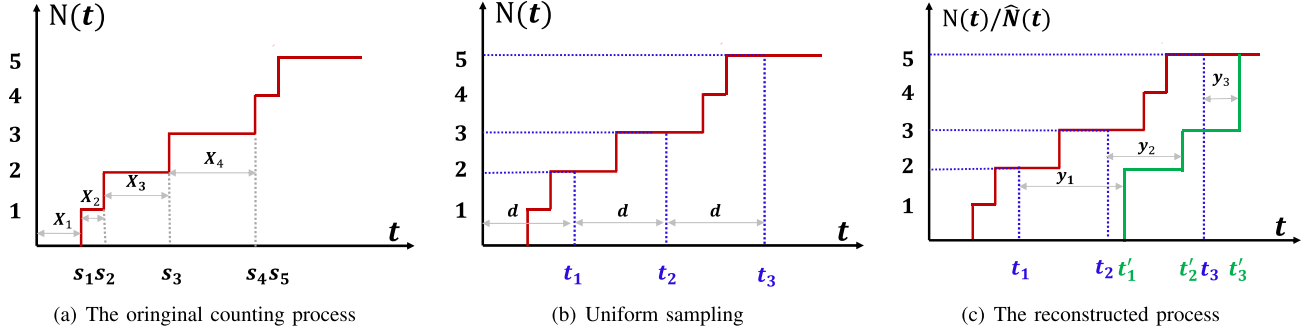 N(t)
5
4
3
2
1
X₁
X₂
X₃
X₄
t
s₁s₂ s₃ s₄s₅
(a) The oringinal counting process
N(t)
5
4
3
2
1
d d d
t
t₁ t₂ t₃
(b) Uniform sampling
N(t)/N̂(t)
5
4
3
2
1
y₁
y₂
y₃
t
t₁ t₂ t′₁ t′₂ t₃ t′₃
(c) The reconstructed process